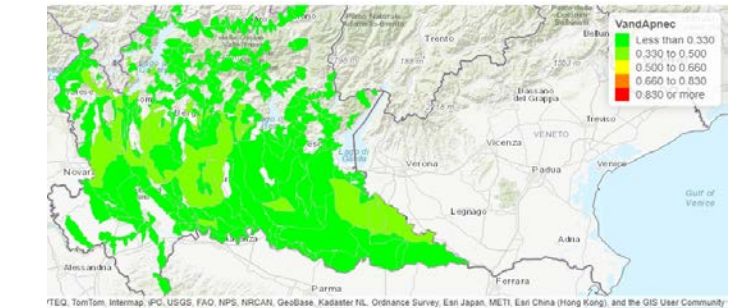 VandApnec
Less than 0.330
0.330 to 0.500
0.500 to 0.660
0.660 to 0.830
0.830 or more
Trento
Bassano
del Grappa
Treviso
VENETO
Vicenza
Verona
Padua
Venice
Lago di
Garda
Novara
Gulf of
Venice
Legnago
Adria
Alessandria
Parma
Ferrara
TomTom, Intermap, iPC, USGS, FAO, NPS, NRCAN, GeoBase, Kadaster NL, Ordnance Survey, Esri Japan, METI, Esri China (Hong Kong), and the GIS User Community